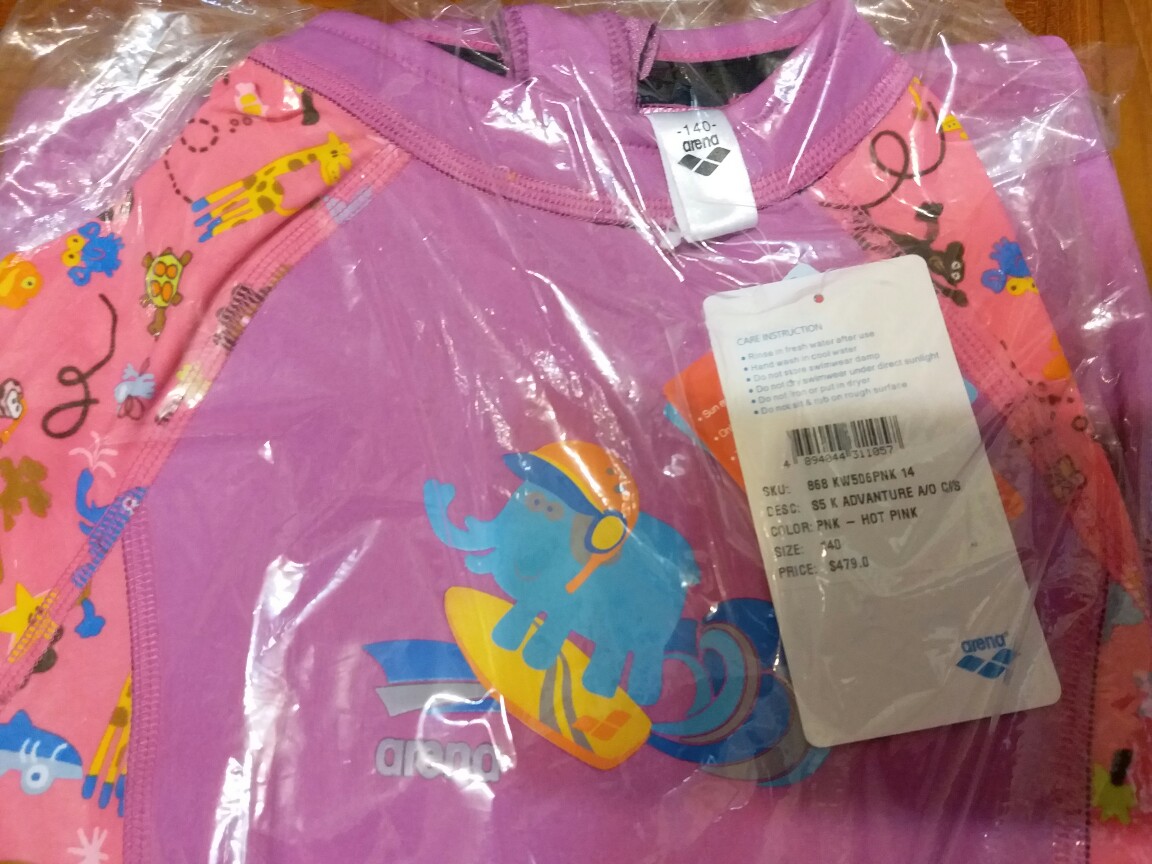 -140-
arena
CARE INSTRUCTION
• Rinse in fresh water after use
• Hand wash in cool water
• Do not store swimwear damp
• Do not dry swimwear under direct sunlight
• Do not iron or put in dryer
• Do not sit & rub on rough surface
• Sun
4 894044 311857
SKU: 868 KW506PNK 14
DESC: S5 K ADVANTURE A/O C/S
COLOR: PNK - HOT PINK
SIZE: 140
PRICE: $479.0
arena
arena